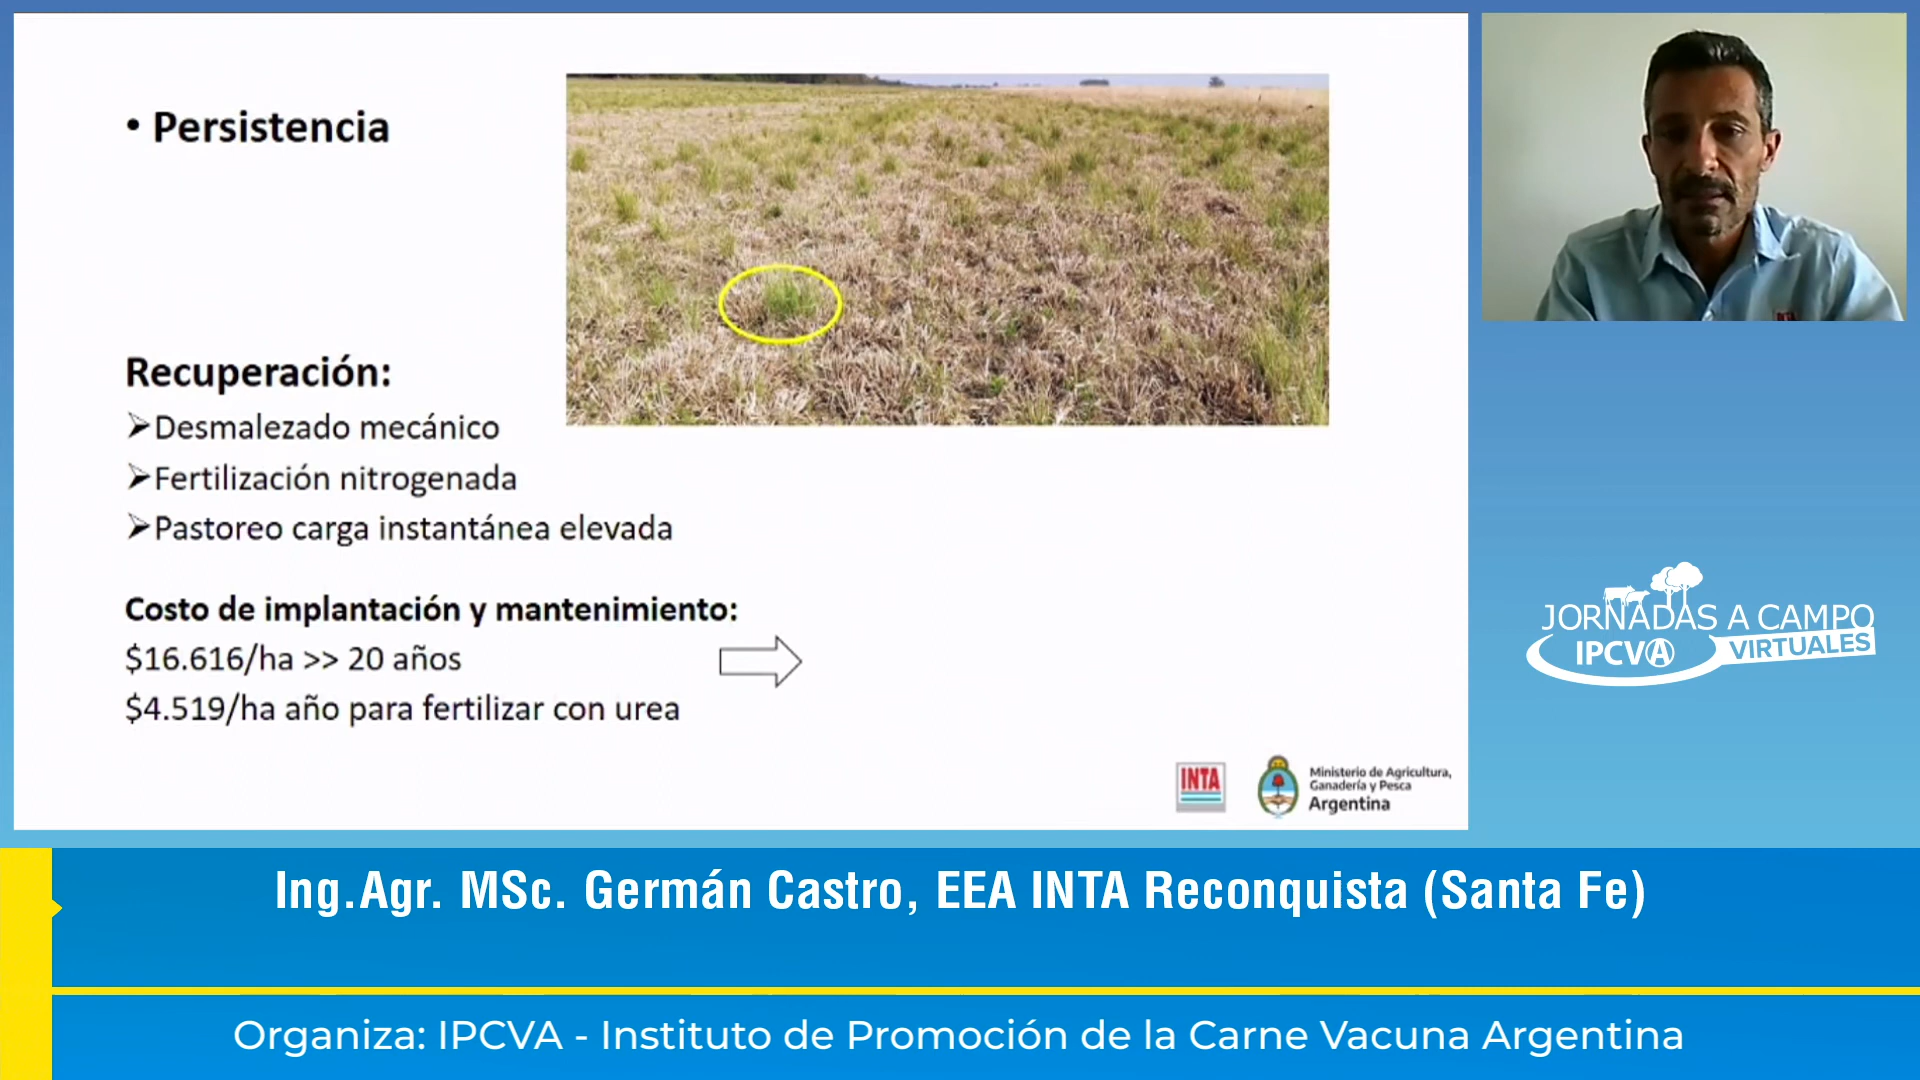 • Persistencia
Recuperación:
➢Desmalezado mecánico
➢Fertilización nitrogenada
➢Pastoreo carga instantánea elevada
Costo de implantación y mantenimiento:
$16.616/ha >> 20 años
$4.519/ha año para fertilizar con urea
INTA
Ministerio de Agricultura,
Ganadería y Pesca
Argentina
JORNADAS A CAMPO
IPCVA VIRTUALES
Ing.Agr. MSc. Germán Castro, EEA INTA Reconquista (Santa Fe)
Organiza: IPCVA - Instituto de Promoción de la Carne Vacuna Argentina